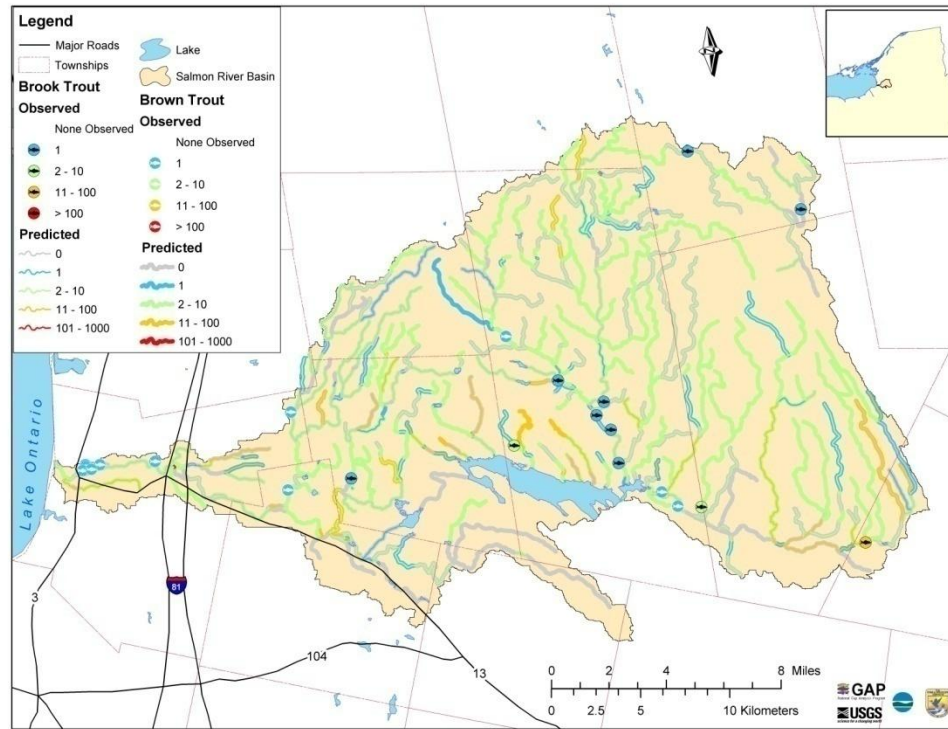 Legend
Major Roads
Townships
Lake
Salmon River Basin
Brook Trout
Observed
None Observed
1
2 - 10
11 - 100
> 100
Predicted
0
1
2 - 10
11 - 100
101 - 1000
Brown Trout
Observed
None Observed
1
2 - 10
11 - 100
> 100
Predicted
0
1
2 - 10
11 - 100
101 - 1000
Lake Ontario
3
81
104
13
0 2 4 8 Miles
0 2.5 5 10 Kilometers
GAP
USGS